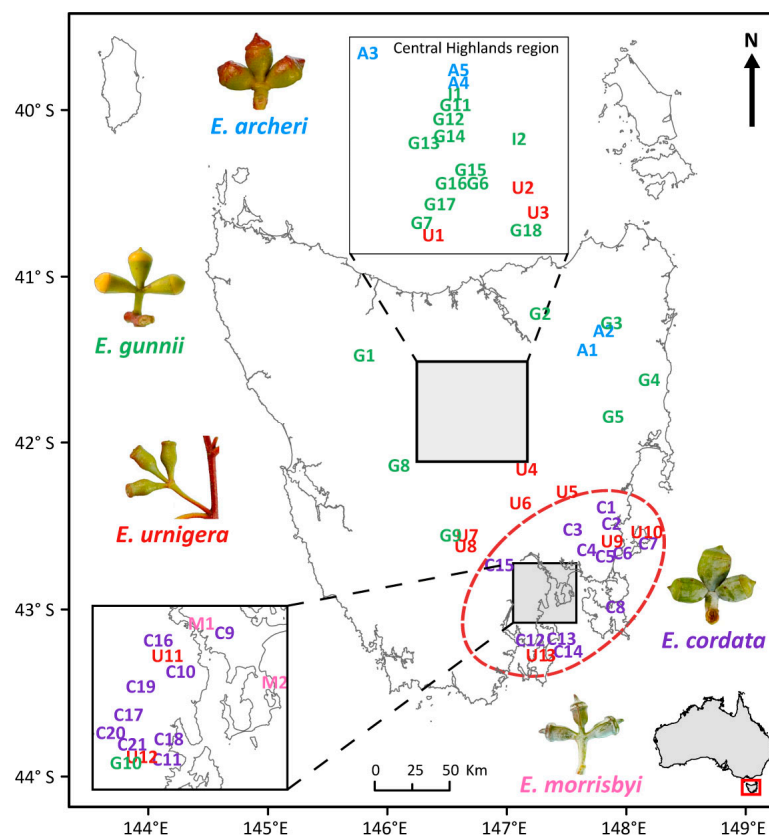 Central Highlands region
A3
A5
A4
I1
G11
G12
G14
G13
I2
G15
G16
G6
U2
G17
U3
G7
U1
G18
N
40° S
41° S
42° S
43° S
44° S
E. archeri
E. gunnii
E. urnigera
E. cordata
E. morrisbyi
G2
G3
A2
A1
G1
G4
G5
G8
U4
U5
U6
C1
C2
C3
U10
U9
C7
G9
U7
U8
C4
C5
C6
C15
C8
C12
C13
U13
C14
M1
C9
C16
U11
C10
M2
C19
C17
C20
C18
C21
U12
C11
G10
0 25 50 Km
144° E
145° E
146° E
147° E
148° E
149° E